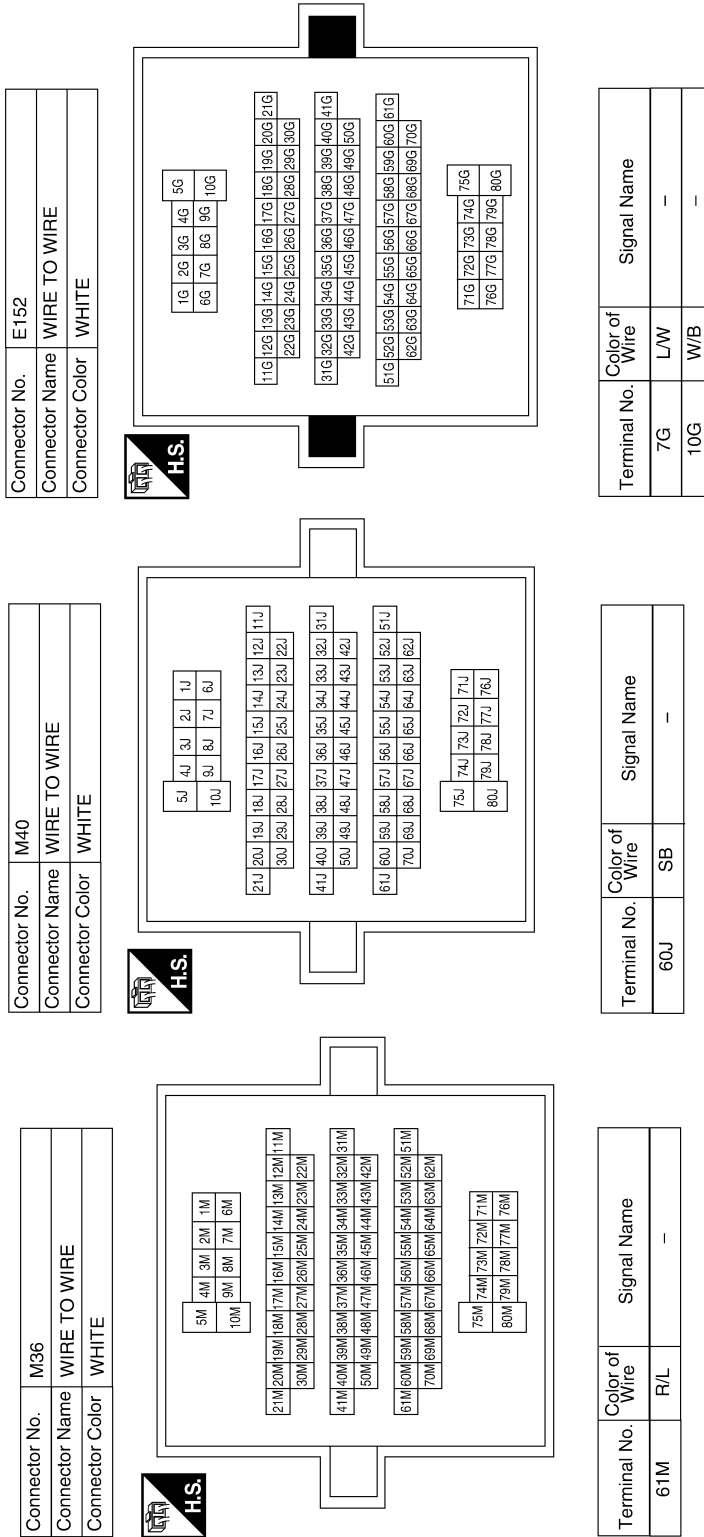 Connector No. M36
Connector Name WIRE TO WIRE
Connector Color WHITE
H.S.
5M 4M 3M 2M 1M
10M 9M 8M 7M 6M
21M 20M 19M 18M 17M 16M 15M 14M 13M 12M 11M
30M 29M 28M 27M 26M 25M 24M 23M 22M
41M 40M 39M 38M 37M 36M 35M 34M 33M 32M 31M
50M 49M 48M 47M 46M 45M 44M 43M 42M
61M 60M 59M 58M 57M 56M 55M 54M 53M 52M 51M
70M 69M 68M 67M 66M 65M 64M 63M 62M
75M 74M 73M 72M 71M
80M 79M 78M 77M 76M
Terminal No. Color of Wire Signal Name
61M R/L –
Connector No. M40
Connector Name WIRE TO WIRE
Connector Color WHITE
H.S.
5J 4J 3J 2J 1J
10J 9J 8J 7J 6J
21J 20J 19J 18J 17J 16J 15J 14J 13J 12J 11J
30J 29J 28J 27J 26J 25J 24J 23J 22J
41J 40J 39J 38J 37J 36J 35J 34J 33J 32J 31J
50J 49J 48J 47J 46J 45J 44J 43J 42J
61J 60J 59J 58J 57J 56J 55J 54J 53J 52J 51J
70J 69J 68J 67J 66J 65J 64J 63J 62J
75J 74J 73J 72J 71J
80J 79J 78J 77J 76J
Terminal No. Color of Wire Signal Name
60J SB –
Connector No. E152
Connector Name WIRE TO WIRE
Connector Color WHITE
H.S.
1G 2G 3G 4G 5G
6G 7G 8G 9G 10G
11G 12G 13G 14G 15G 16G 17G 18G 19G 20G 21G
22G 23G 24G 25G 26G 27G 28G 29G 30G
31G 32G 33G 34G 35G 36G 37G 38G 39G 40G 41G
42G 43G 44G 45G 46G 47G 48G 49G 50G
51G 52G 53G 54G 55G 56G 57G 58G 59G 60G 61G
62G 63G 64G 65G 66G 67G 68G 69G 70G
71G 72G 73G 74G 75G
76G 77G 78G 79G 80G
Terminal No. Color of Wire Signal Name
7G L/W –
10G W/B –